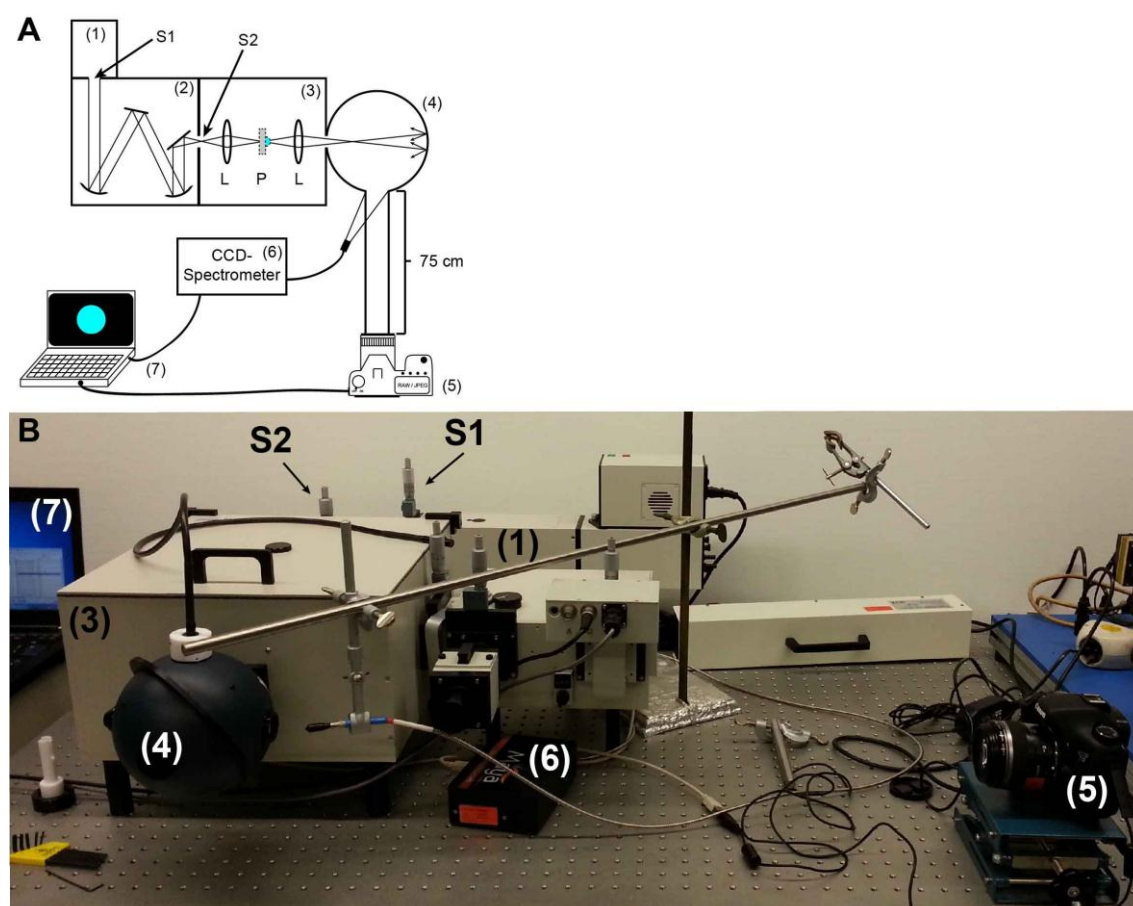 A
(1)
S1
S2
(2)
(3)
(4)
L
P
L
CCD-
Spectrometer
(6)
75 cm
(7)
RAW / JPEG
(5)
B
S2
S1
(7)
(1)
(3)
(4)
(6)
(5)